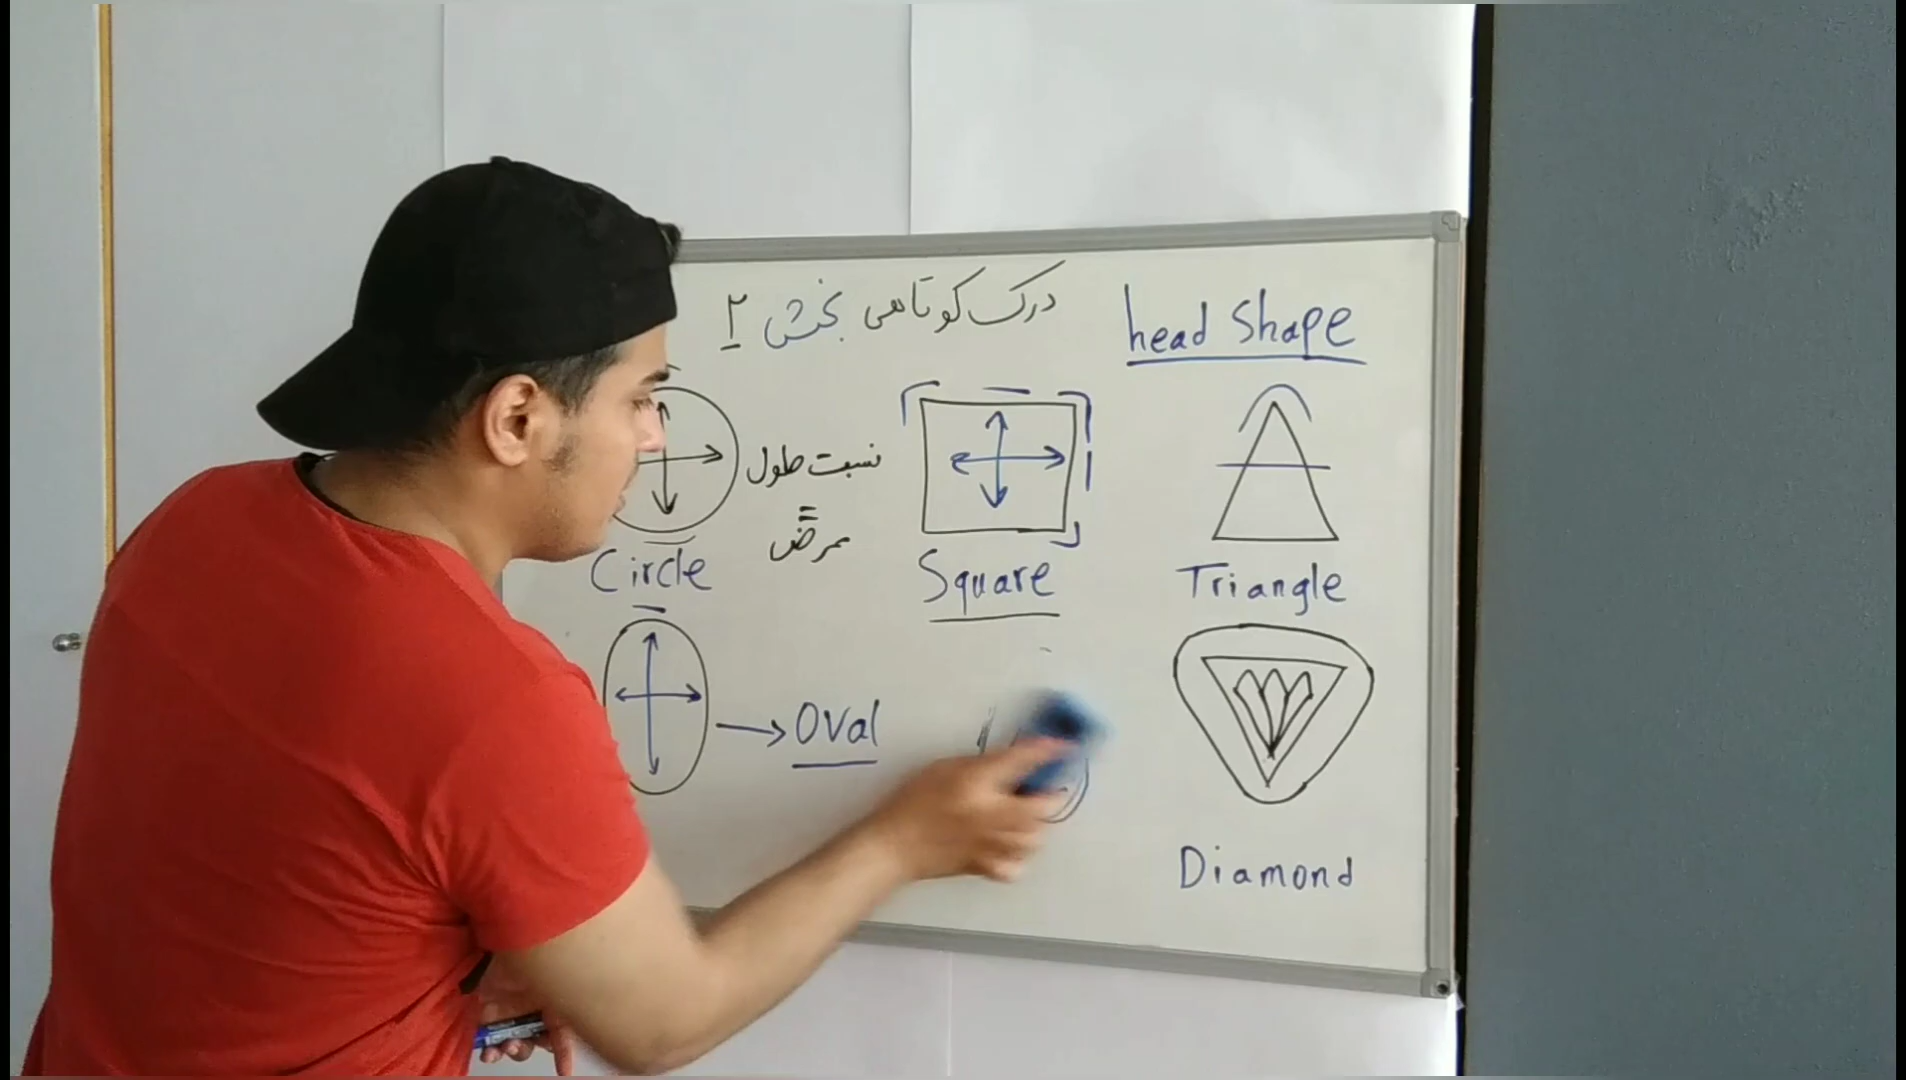 درک کوتاهی بخش ۲
head shape
نسبت طول
=
عرض
Circle
Square
Triangle
Oval
Diamond